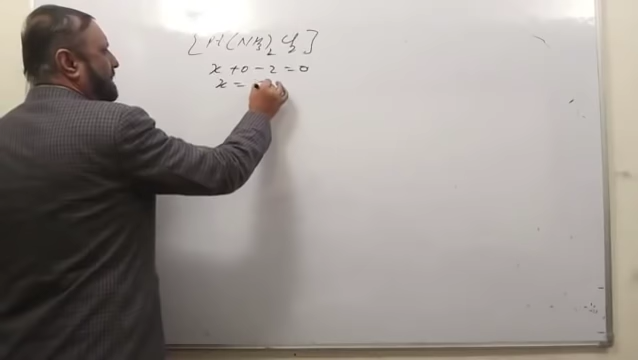 [Pt(NH3)2Cl2]
x + 0 - 2 = 0
x =